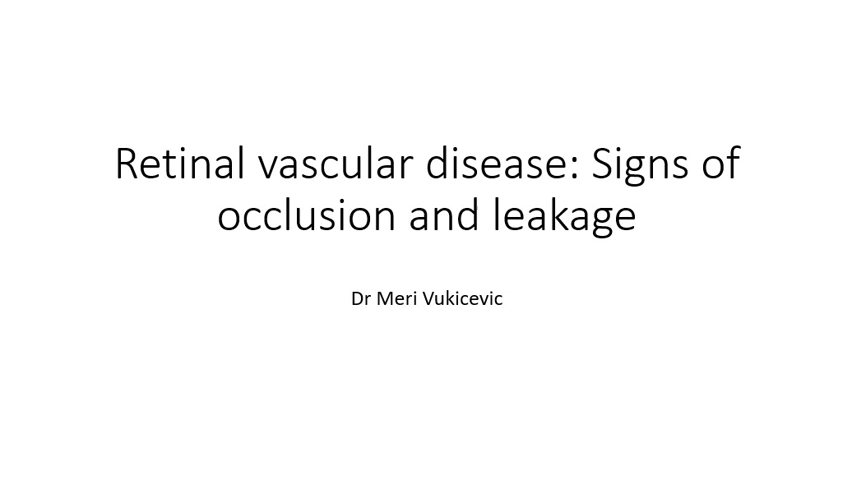 Retinal vascular disease: Signs of
occlusion and leakage
Dr Meri Vukicevic